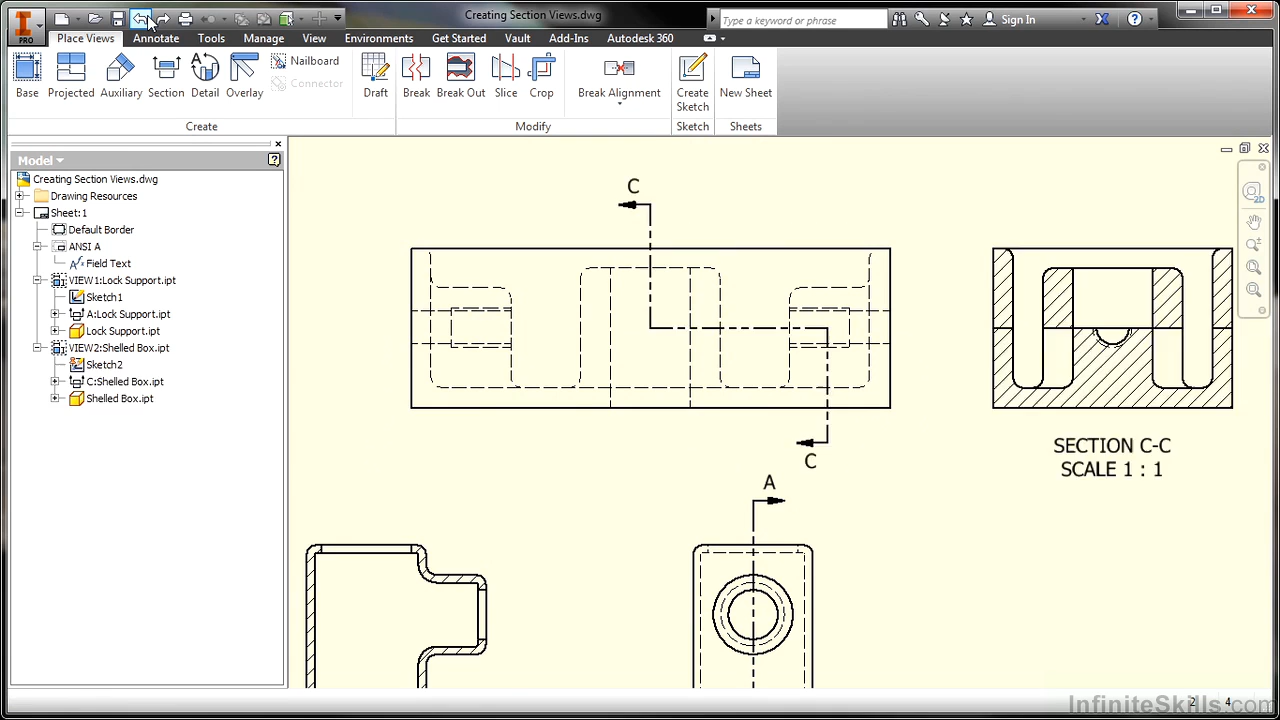 PRO
Creating Section Views.dwg
Type a keyword or phrase
Sign In
Place Views
Annotate
Tools
Manage
View
Environments
Get Started
Vault
Add-Ins
Autodesk 360
Base
Projected
Auxiliary
Section
Detail
Overlay
Nailboard
Connector
Draft
Break
Break Out
Slice
Crop
Break Alignment
Create
Sketch
New Sheet
Create
Modify
Sketch
Sheets
Model
Creating Section Views.dwg
Drawing Resources
Sheet:1
Default Border
ANSI A
Field Text
VIEW1:Lock Support.ipt
Sketch1
A:Lock Support.ipt
Lock Support.ipt
VIEW2:Shelled Box.ipt
Sketch2
C:Shelled Box.ipt
Shelled Box.ipt
C
C
SECTION C-C
SCALE 1 : 1
A
2D
2 4
InfiniteSkills.com